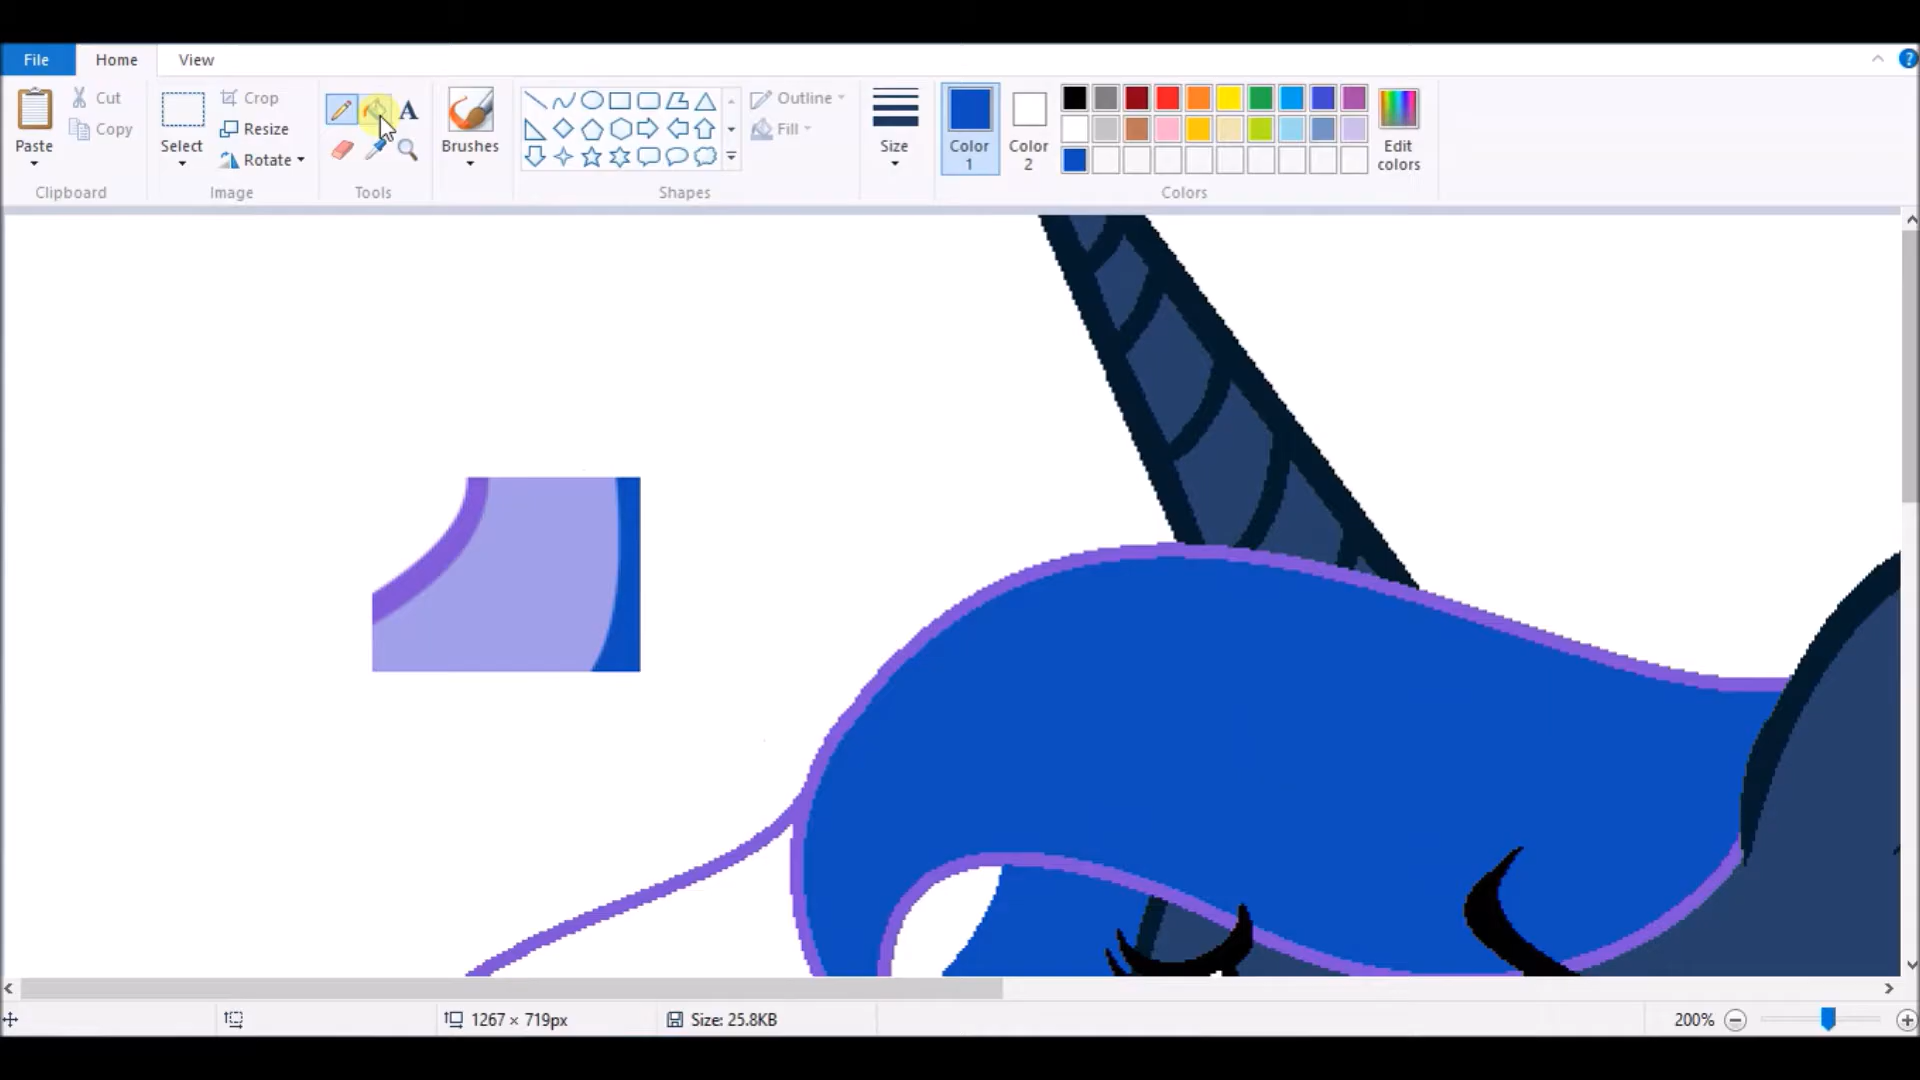 File Home View
Paste
Cut
Copy
Clipboard
Select
Crop
Resize
Rotate
Image
A
Tools
Brushes
Shapes
Outline
Fill
Size
Color
1
Color
2
Colors
Edit
colors
?
1267 × 719px
Size: 25.8KB
200%